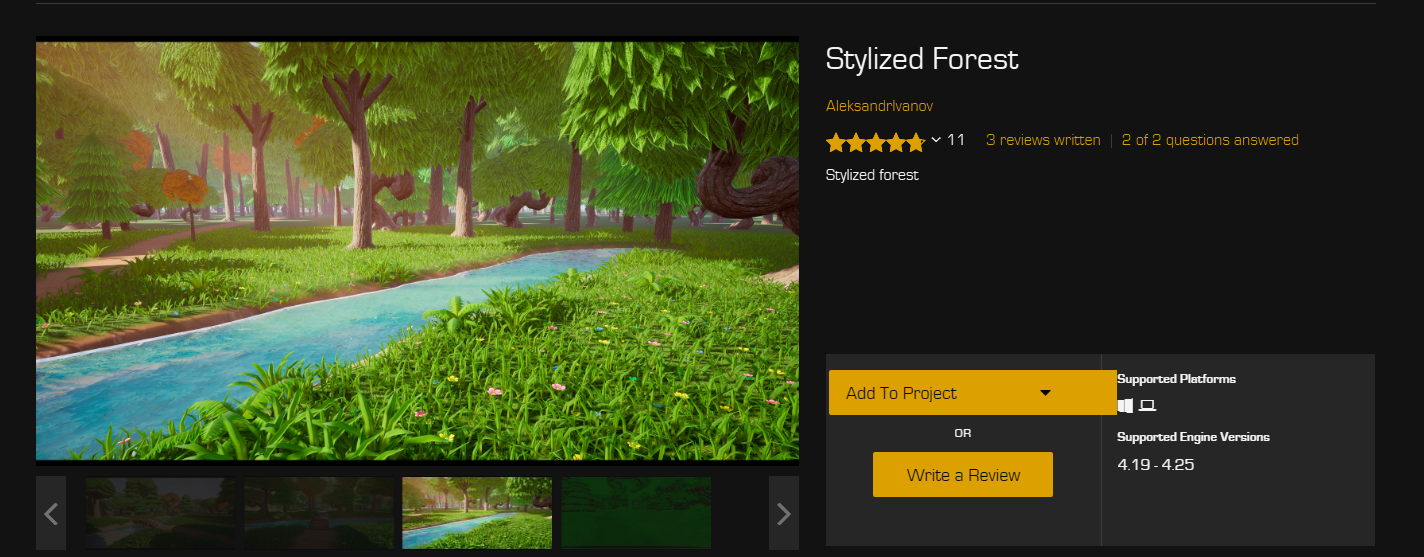 Stylized Forest
AleksandrIvanov
11 3 reviews written | 2 of 2 questions answered
Stylized forest
Add To Project
OR
Write a Review
Supported Platforms
Supported Engine Versions
4.19 - 4.25